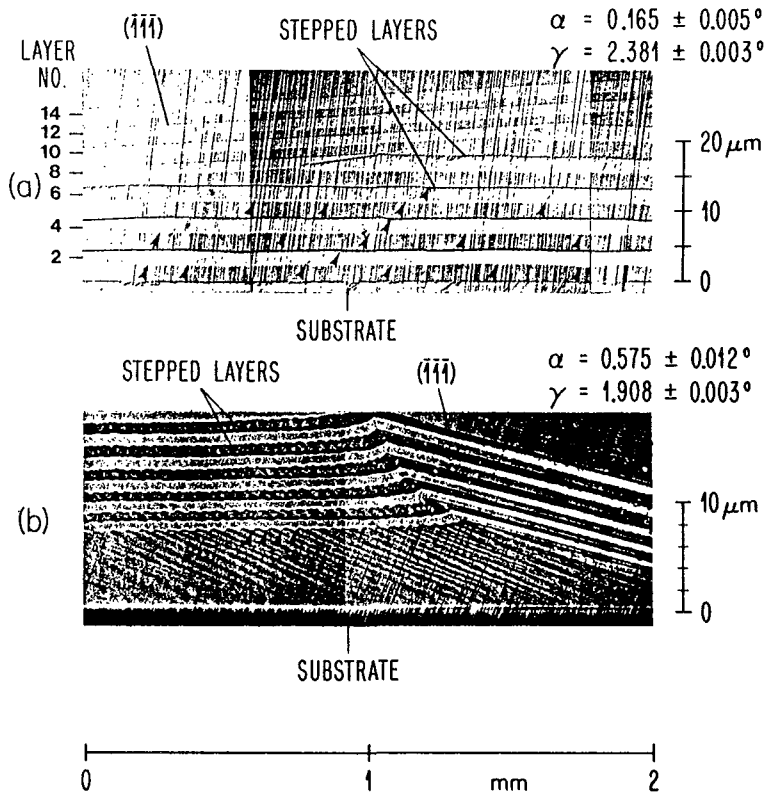 (1̄1̄1̄)
STEPPED LAYERS
α = 0.165 ± 0.005°
γ = 2.381 ± 0.003°
LAYER
NO.
14
12
10
8
6
4
2
(a)
20 μm
10
0
SUBSTRATE
STEPPED LAYERS
(1̄1̄1̄)
α = 0.575 ± 0.012°
γ = 1.908 ± 0.003°
(b)
10 μm
0
SUBSTRATE
0 1 mm 2